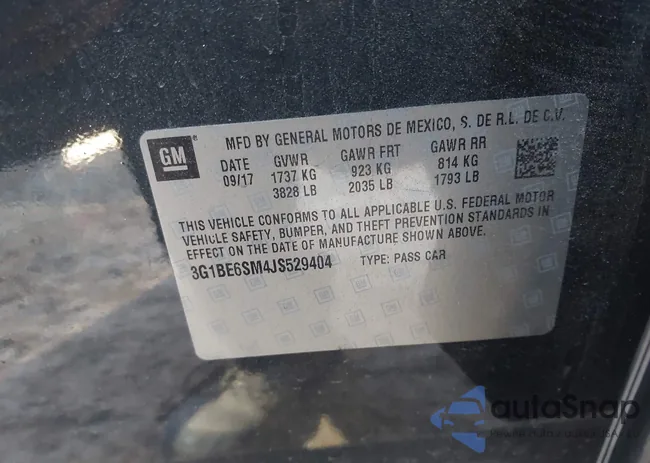 GM
MFD BY GENERAL MOTORS DE MEXICO, S. DE R.L. DE C.V.
DATE GVWR GAWR FRT GAWR RR
09/17 1737 KG 923 KG 814 KG
3828 LB 2035 LB 1793 LB
THIS VEHICLE CONFORMS TO ALL APPLICABLE U.S. FEDERAL MOTOR
VEHICLE SAFETY, BUMPER, AND THEFT PREVENTION STANDARDS IN
EFFECT ON THE DATE OF MANUFACTURE SHOWN ABOVE.
3G1BE6SM4JS529404 TYPE: PASS CAR
autoSnap